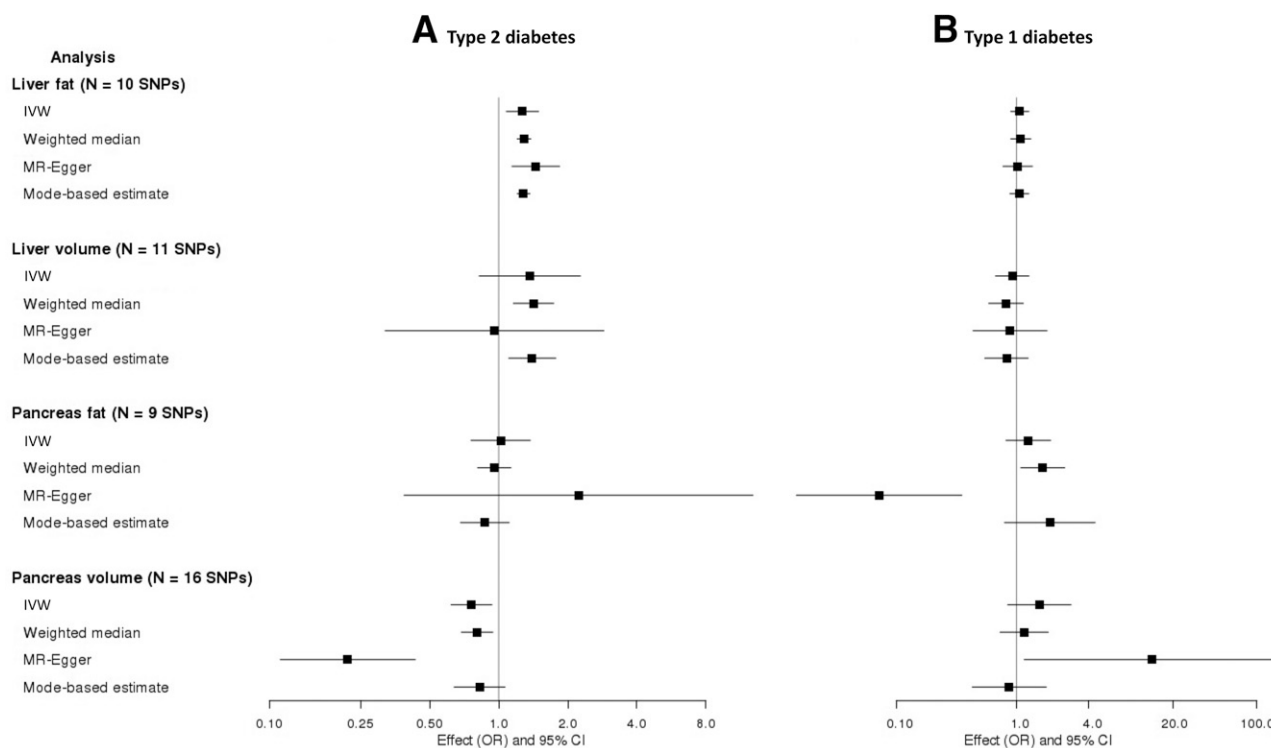 A Type 2 diabetes
B Type 1 diabetes
Analysis
Liver fat (N = 10 SNPs)
IVW
Weighted median
MR-Egger
Mode-based estimate
Liver volume (N = 11 SNPs)
IVW
Weighted median
MR-Egger
Mode-based estimate
Pancreas fat (N = 9 SNPs)
IVW
Weighted median
MR-Egger
Mode-based estimate
Pancreas volume (N = 16 SNPs)
IVW
Weighted median
MR-Egger
Mode-based estimate
0.10 0.25 0.50 1.0 2.0 4.0 8.0
Effect (OR) and 95% CI
0.10 1.0 4.0 20.0 100.0
Effect (OR) and 95% CI